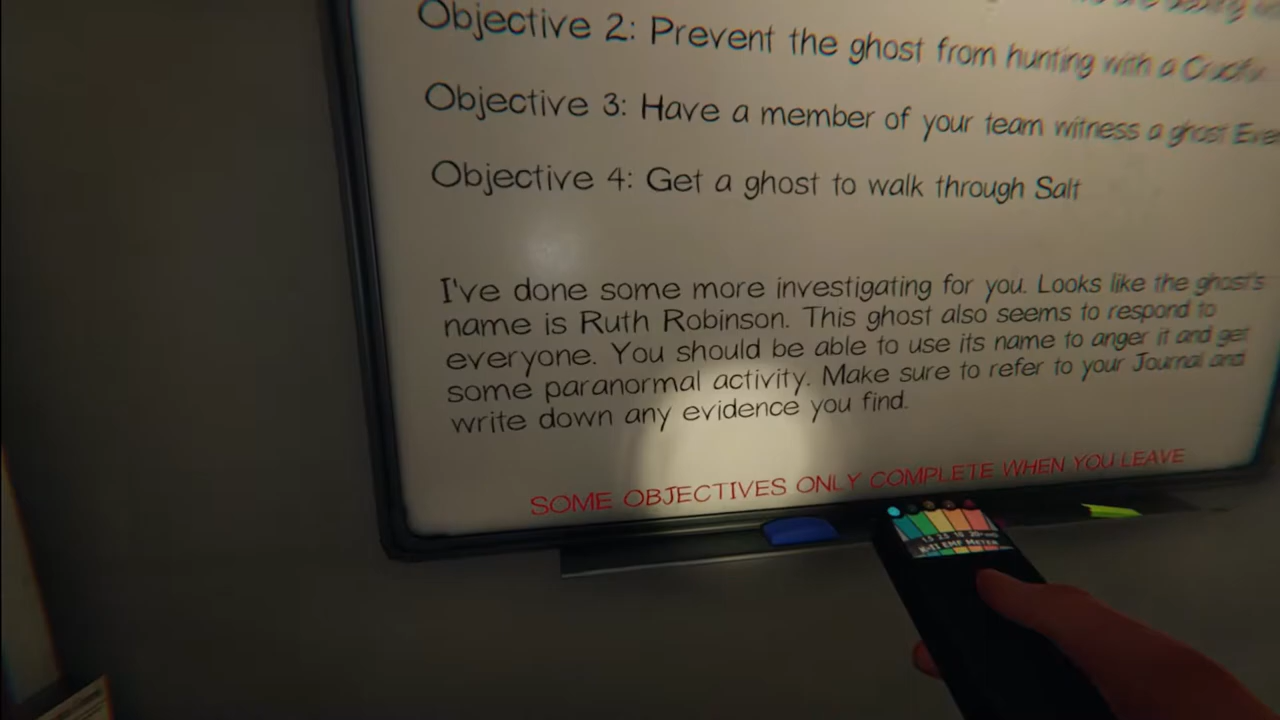 Objective 2: Prevent the ghost from hunting with a
Objective 3: Have a member of your team witness a ghost
Objective 4: Get a ghost to walk through Salt
I've done some more investigating for you. Looks like the ghost's
name is Ruth Robinson. This ghost also seems to respond to
everyone. You should be able to use its name to anger it and get
some paranormal activity. Make sure to refer to your Journal and
write down any evidence you find.
SOME OBJECTIVES ONLY COMPLETE WHEN YOU LEAVE
EMF METER